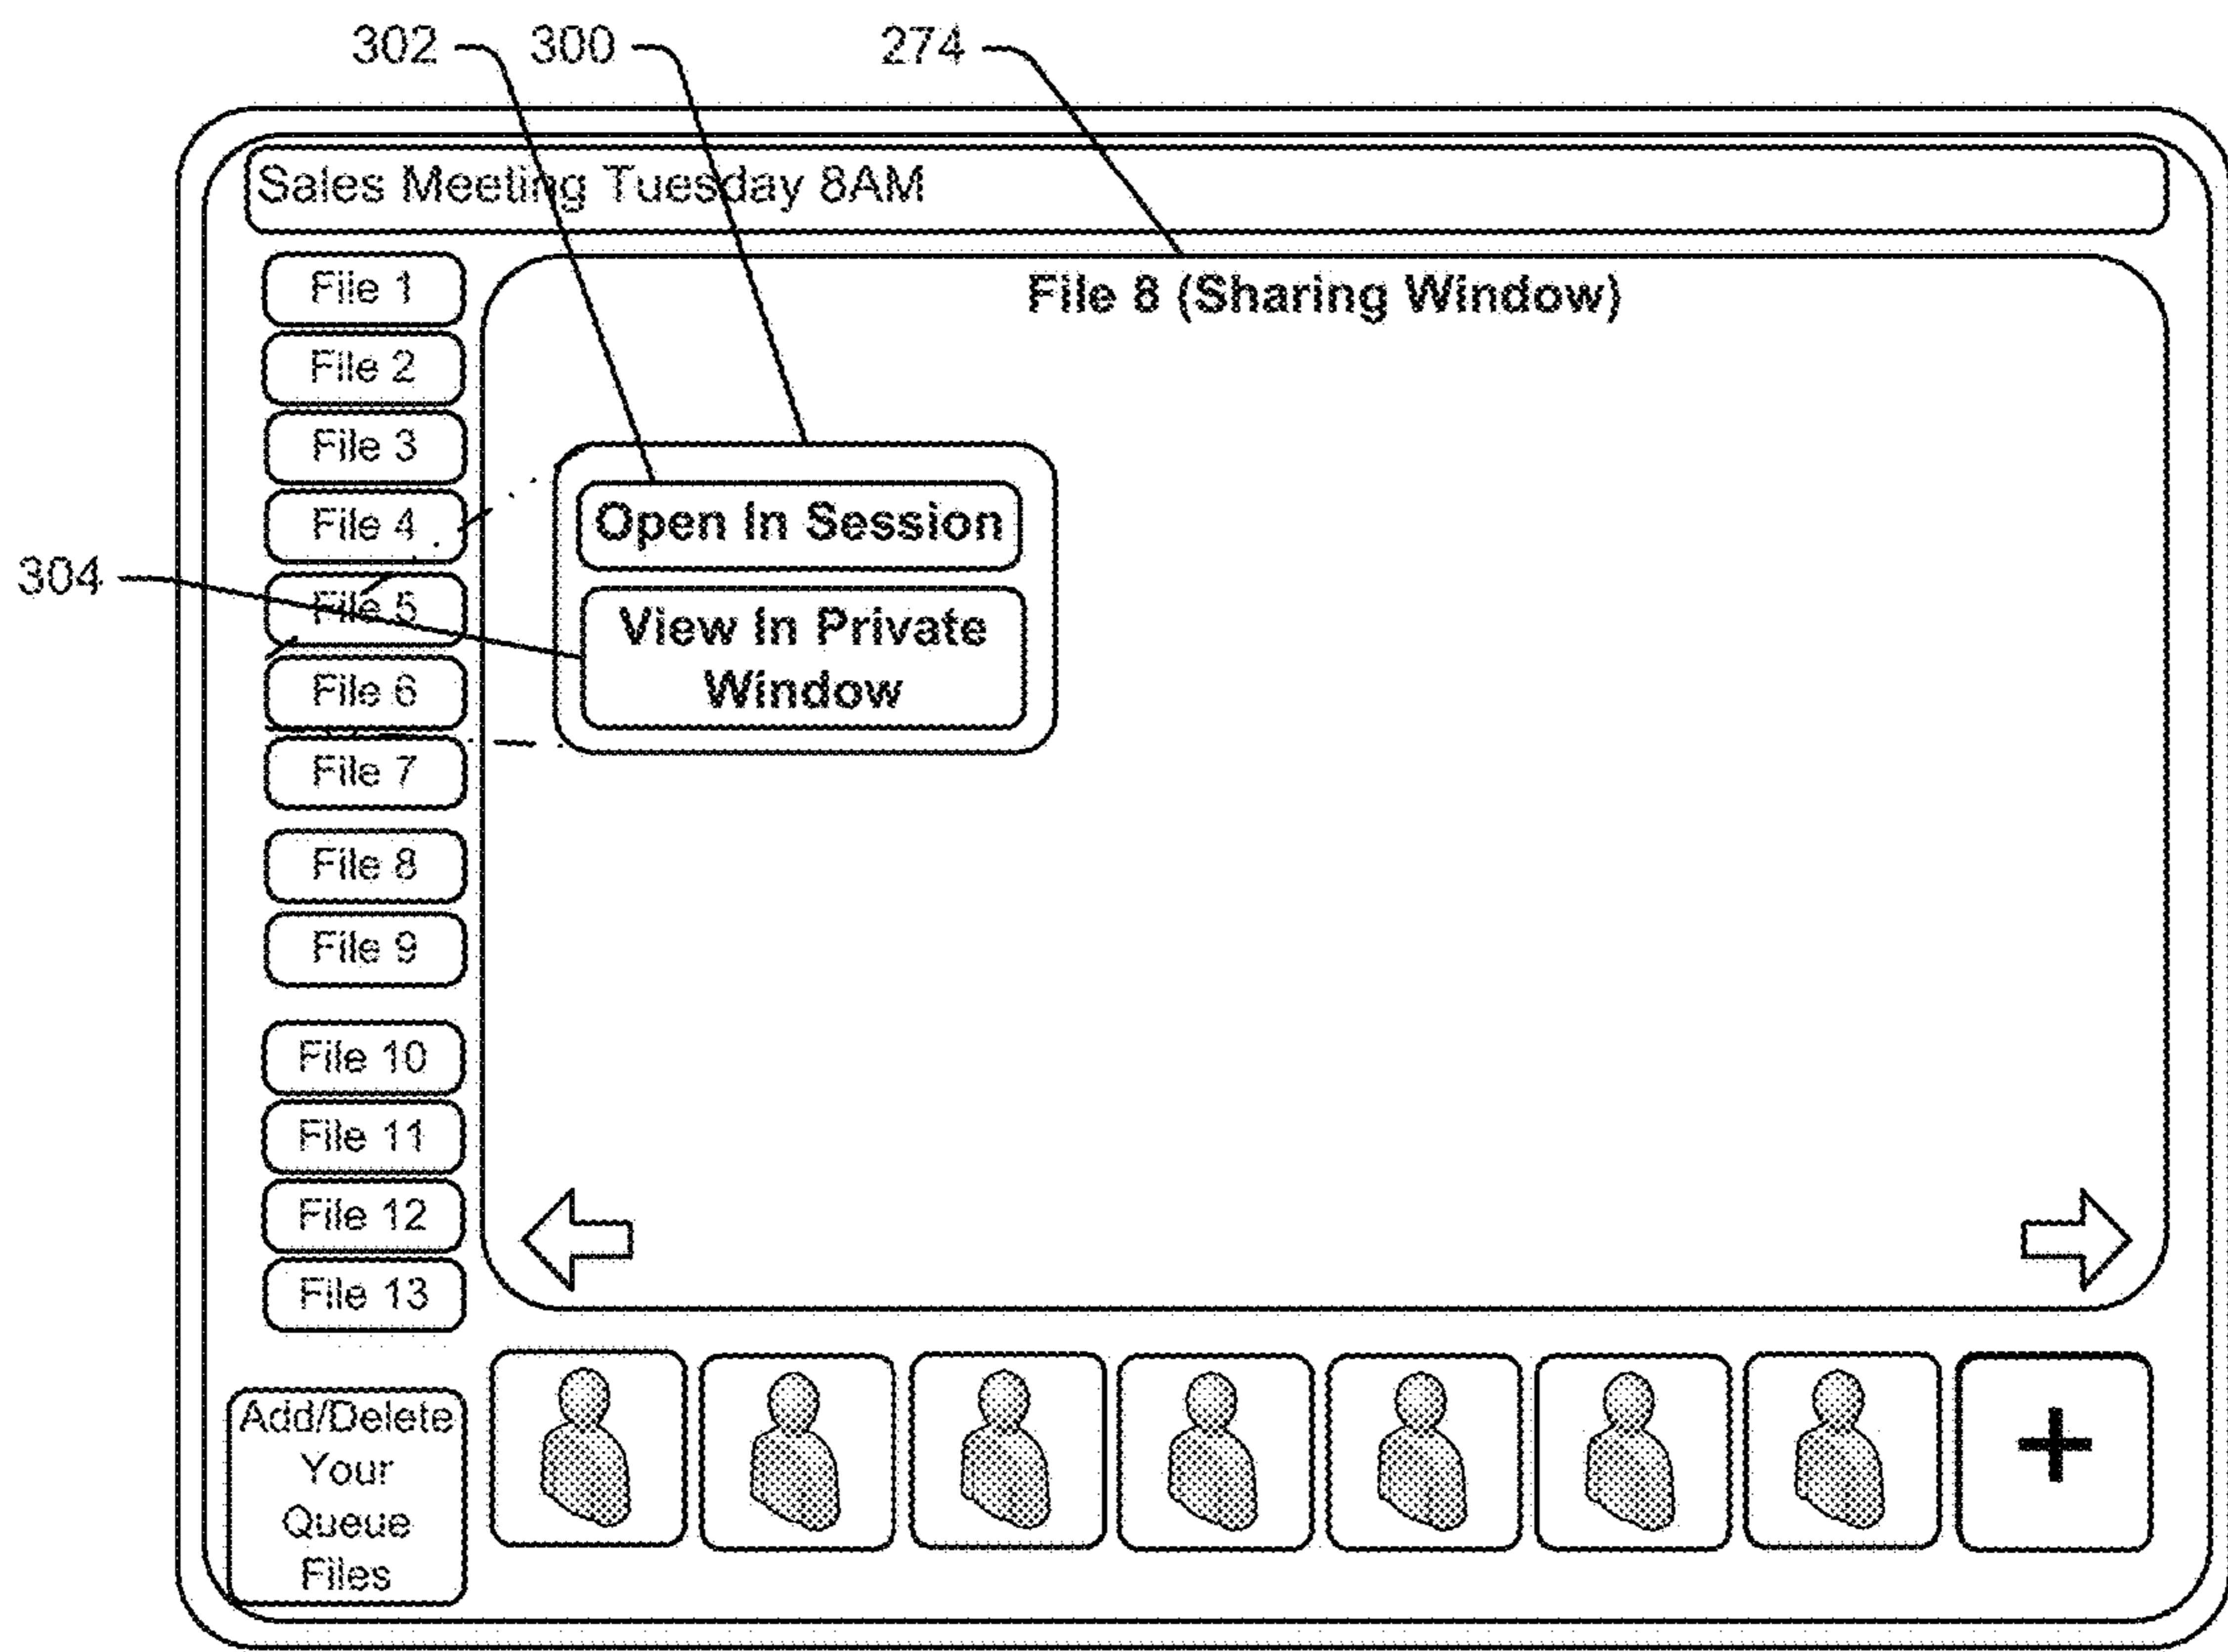 302
300
274
Sales Meeting Tuesday 8AM
File 1
File 2
File 3
File 4
File 5
File 6
File 7
File 8
File 9
File 10
File 11
File 12
File 13
File 8 (Sharing Window)
Open In Session
View In Private
Window
304
Add/Delete
Your
Queue
Files
+